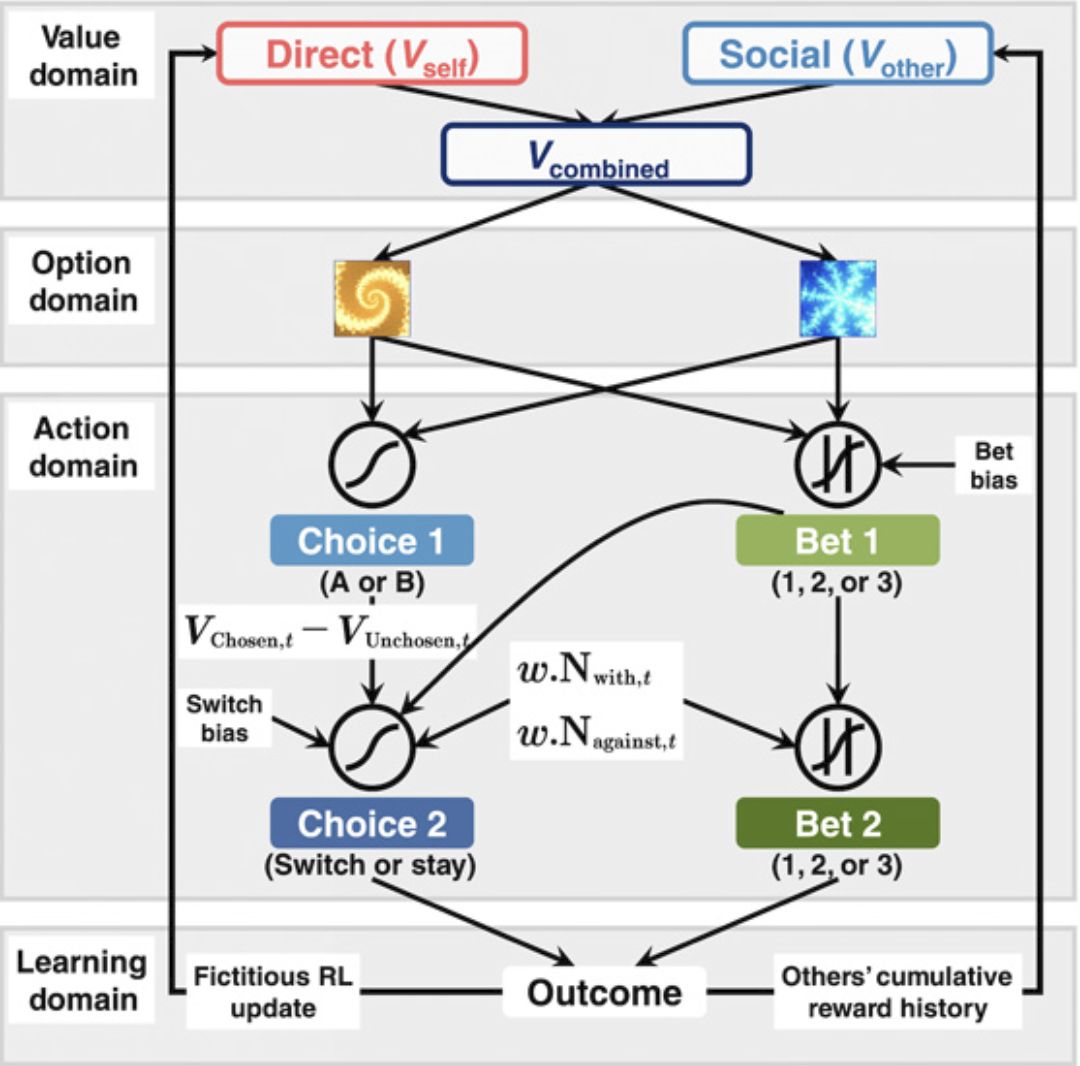 Value
domain
Direct (Vself)
Social (Vother)
Vcombined
Option
domain
Action
domain
Bet
bias
Choice 1
(A or B)
Bet 1
(1, 2, or 3)
VChosen,t − VUnchosen,t
Switch
bias
w.Nwith,t
w.Nagainst,t
Choice 2
(Switch or stay)
Bet 2
(1, 2, or 3)
Learning
domain
Fictitious RL
update
Outcome
Others' cumulative
reward history